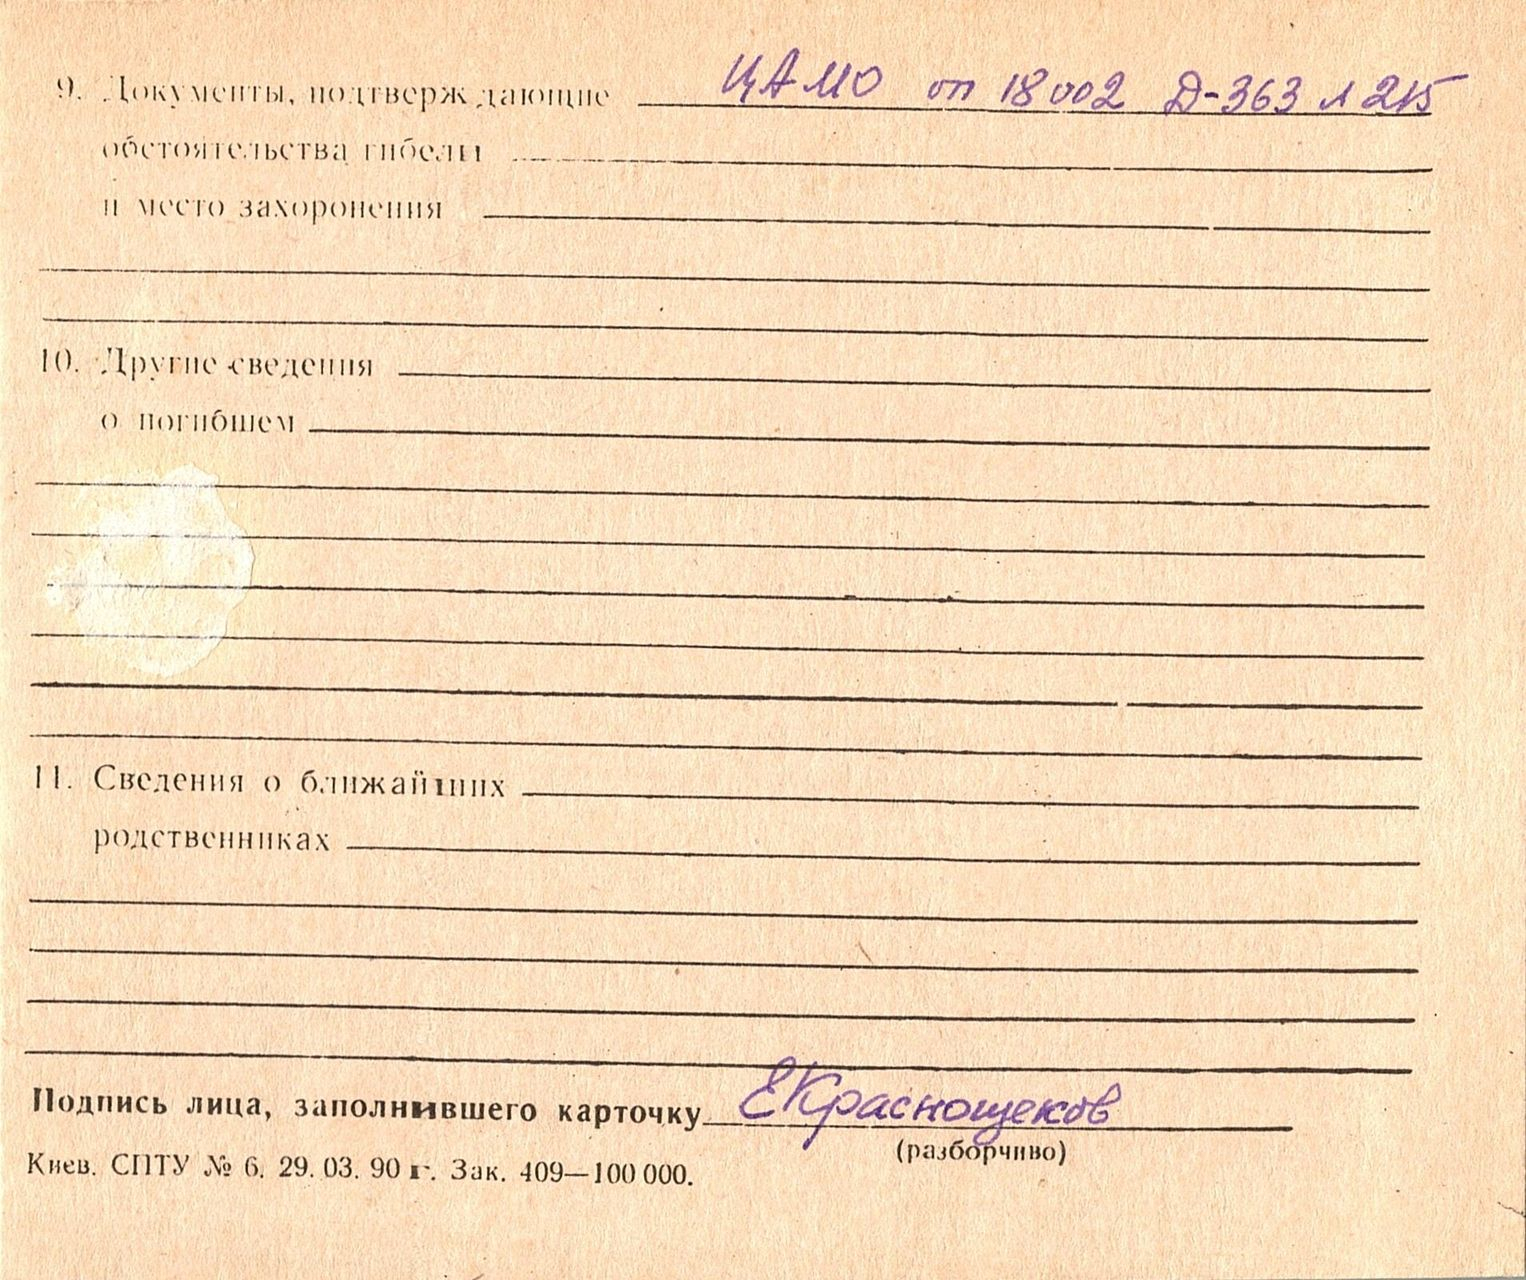 9. Документы, подтверждающие ЦАМО оп 18002 Д-363 л 215
обстоятельства гибели
и место захоронения
10. Другие сведения
о погибшем
11. Сведения о ближайших
родственниках
Подпись лица, заполнившего карточку ЕКраснощеков
(разборчиво)
Киев. СПТУ № 6. 29. 03. 90 г. Зак. 409—100 000.